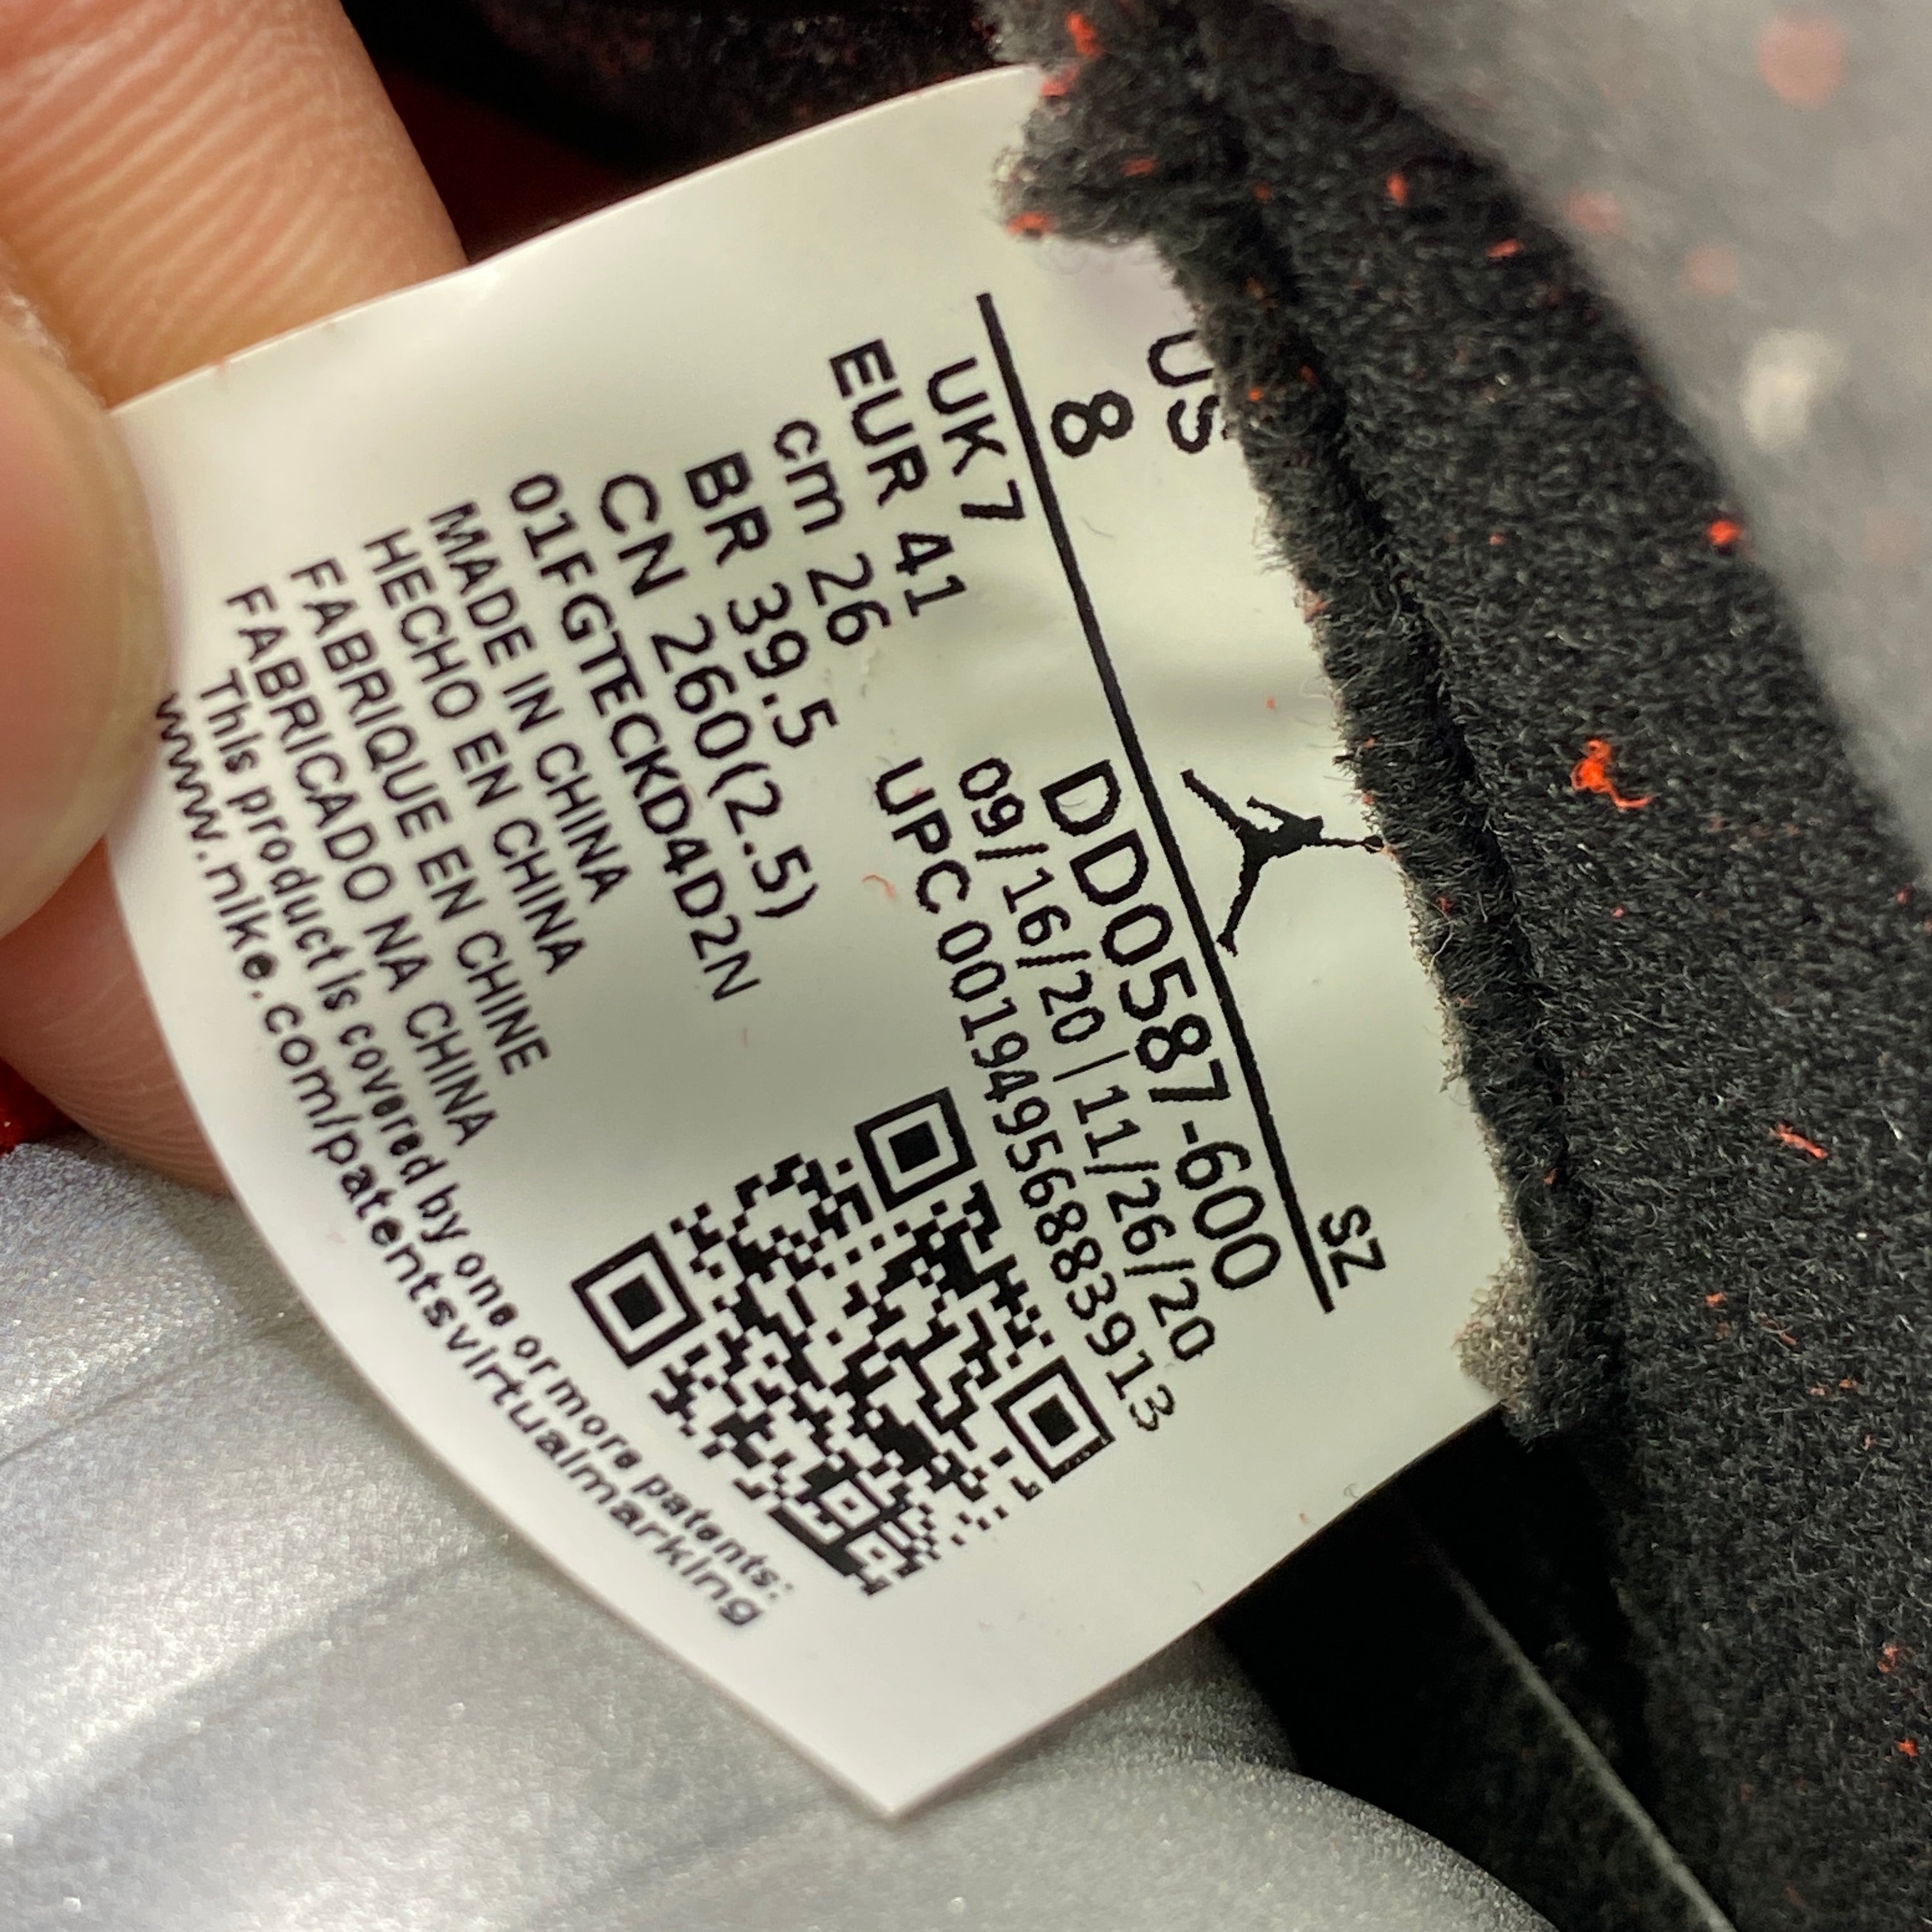 US
8
SZ
UK 7
EUR 41
cm 26
BR 39.5
CN 260(2.5)
01FGTECKD4D2N
MADE IN CHINA
HECHO EN CHINA
FABRIQUE EN CHINE
FABRICADO NA CHINA
This product is covered by one or more patents:
www.nike.com/patentsvirtualmarking
DD0587-600
09/16/20 | 11/26/20
UPC 00194956883913